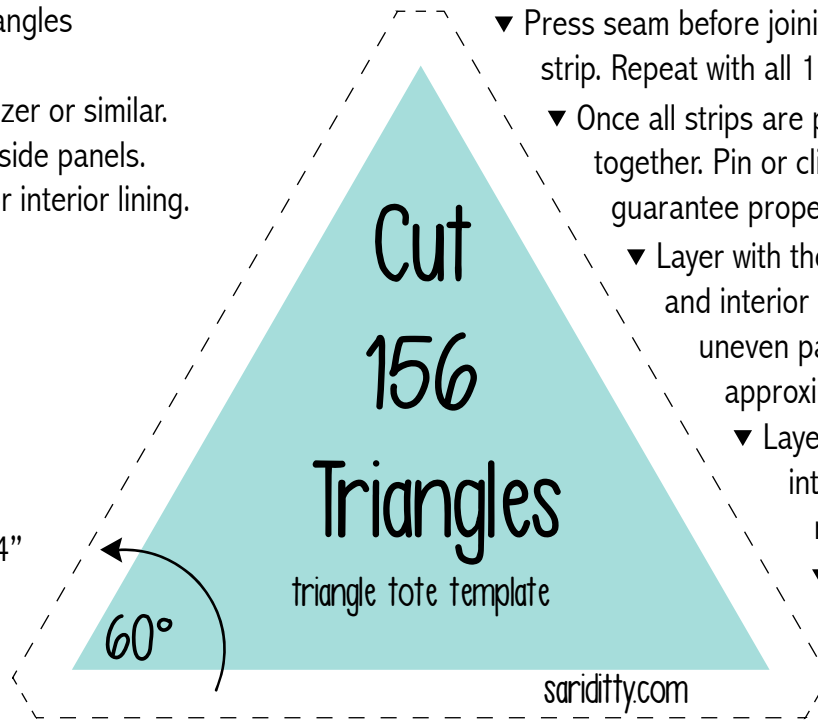 angles
zer or similar.
side panels.
r interior lining.
4”
▼ Press seam before joini
strip. Repeat with all 1
▼ Once all strips are p
together. Pin or cli
guarantee prope
▼ Layer with the
and interior
uneven pa
approxi
▼ Laye
int
Cut
156
Triangles
triangle tote template
60°
sariditty.com